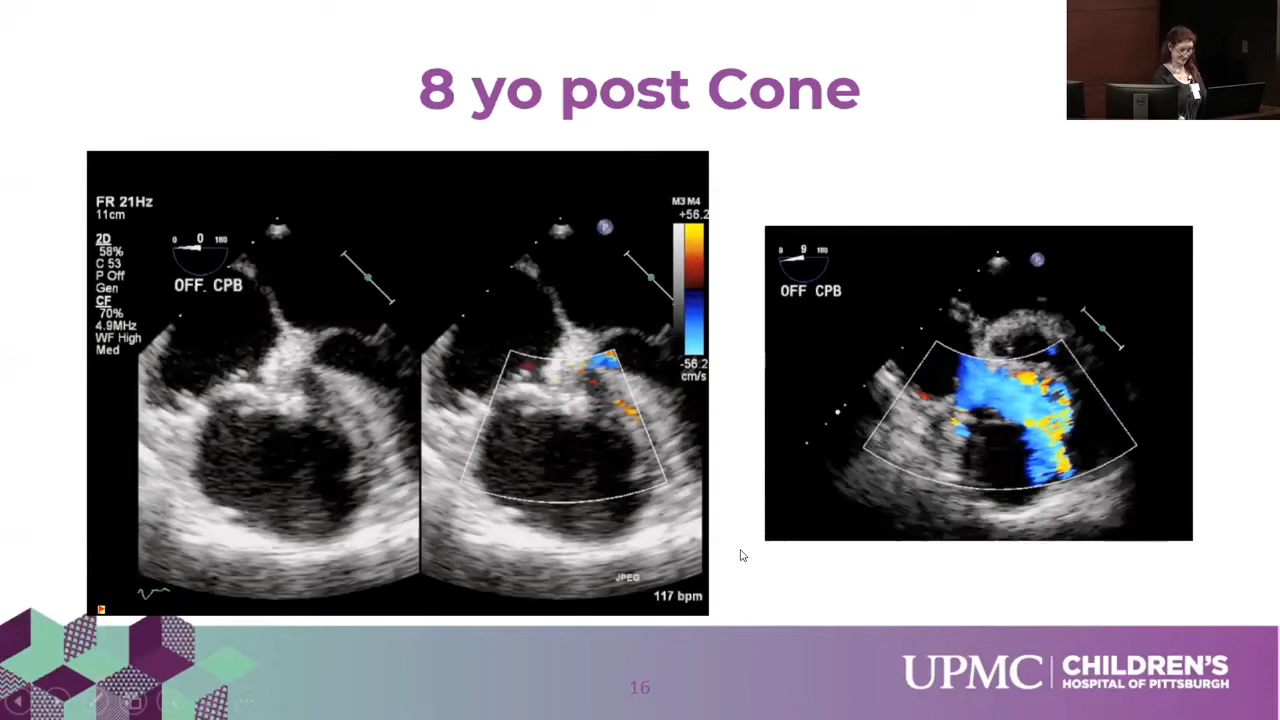 8 yo post Cone
FR 21Hz
11cm
2D
58%
C 53
P Off
Gen
CF
70%
4.9MHz
WF High
Med
0 0 180
OFF. CPB
M3 M4
+56.2
-56.2
cm/s
JPEG
117 bpm
0 9 180
OFF CPB
16
UPMC
CHILDREN'S
HOSPITAL OF PITTSBURGH